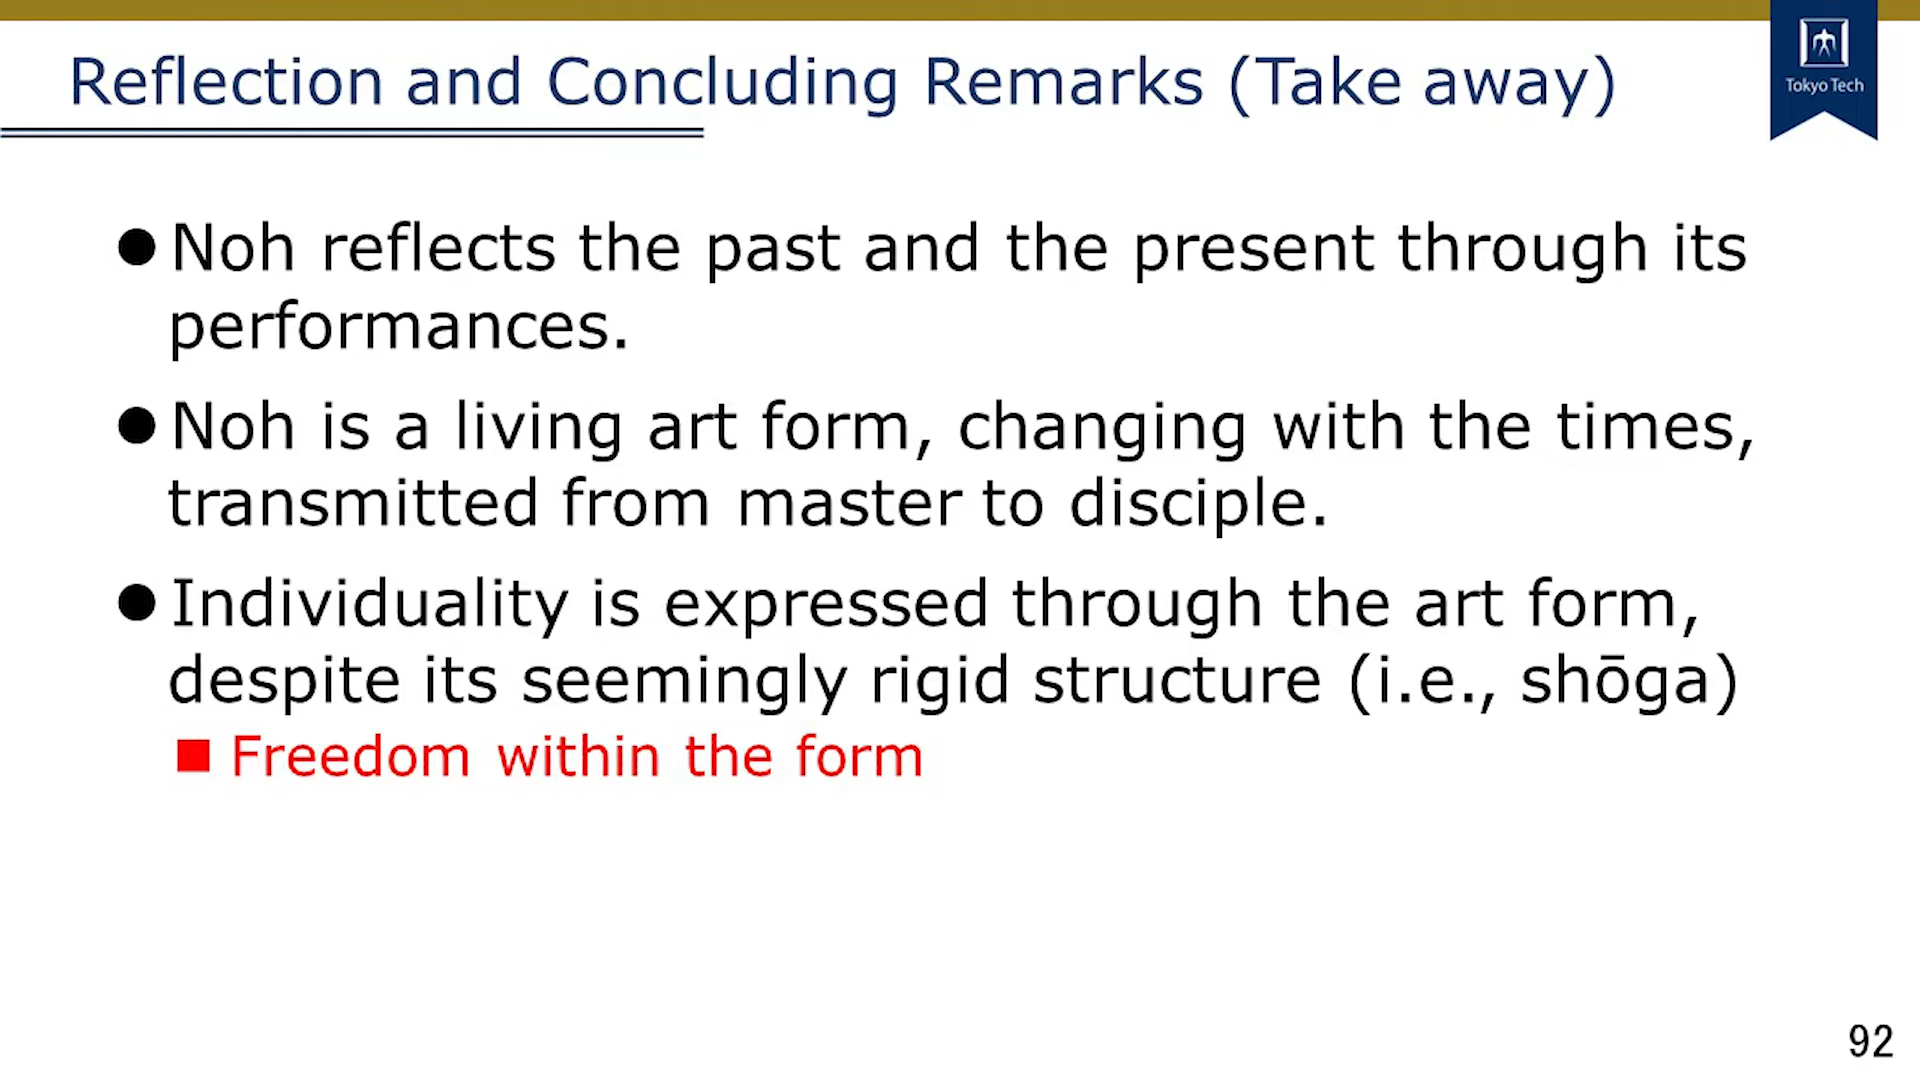 Reflection and Concluding Remarks (Take away)
Tokyo Tech
Noh reflects the past and the present through its
performances.
Noh is a living art form, changing with the times,
transmitted from master to disciple.
Individuality is expressed through the art form,
despite its seemingly rigid structure (i.e., shōga)
Freedom within the form
92